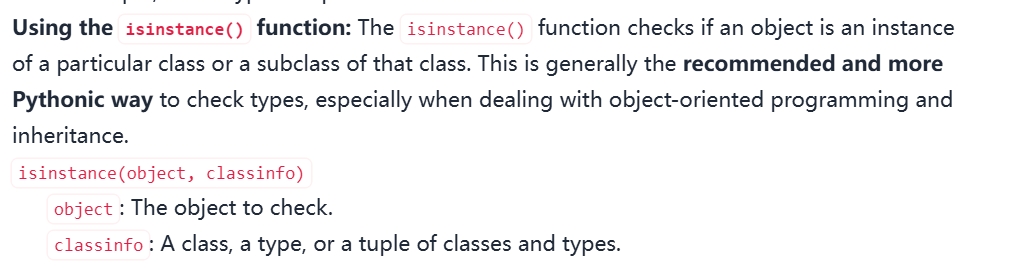 Using the isinstance() function: The isinstance() function checks if an object is an instance
of a particular class or a subclass of that class. This is generally the recommended and more
Pythonic way to check types, especially when dealing with object-oriented programming and
inheritance.
isinstance(object, classinfo)
object: The object to check.
classinfo: A class, a type, or a tuple of classes and types.